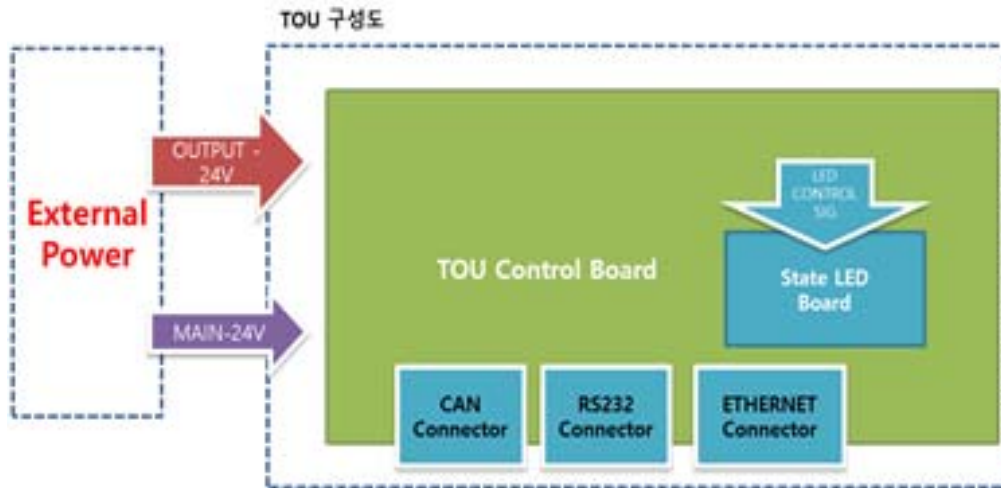 TOU 구성도
External
Power
OUTPUT -
24V
MAIN-24V
TOU Control Board
LED
CONTROL
SIG
State LED
Board
CAN
Connector
RS232
Connector
ETHERNET
Connector